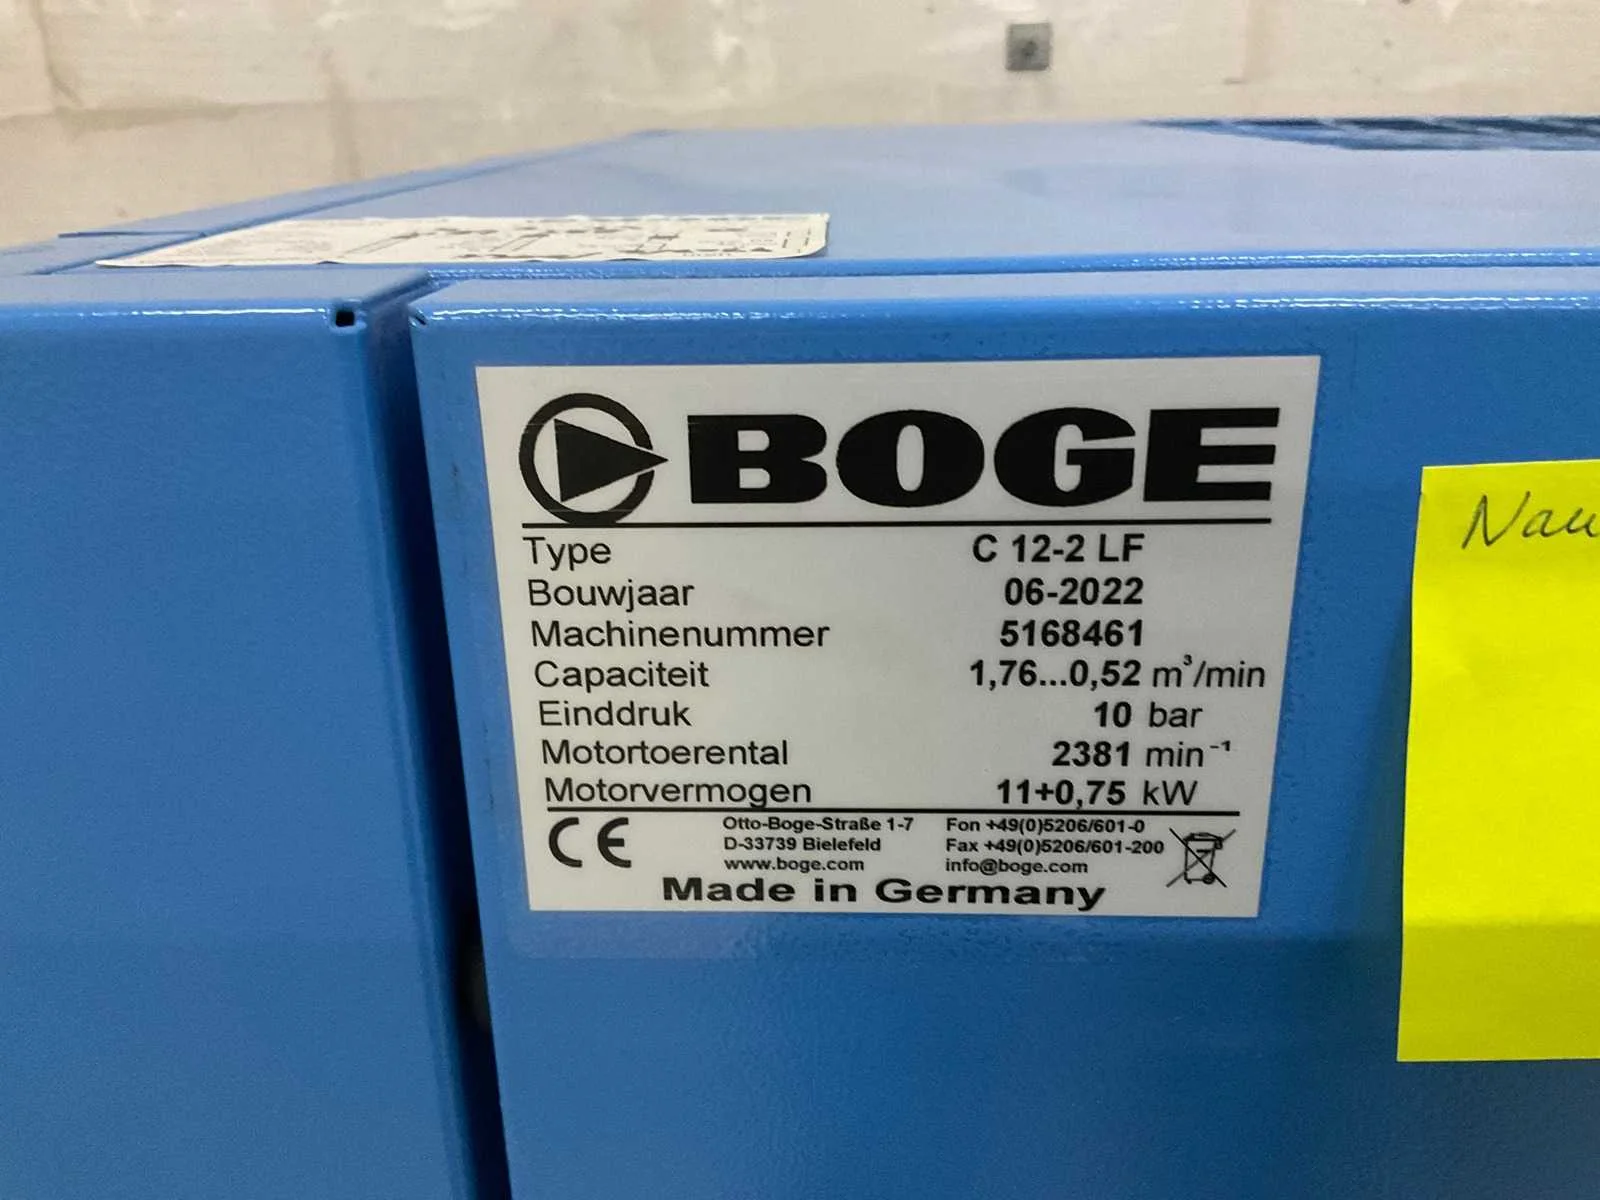 BOGE
Type C 12-2 LF
Bouwjaar 06-2022
Machinenummer 5168461
Capaciteit 1,76...0,52 m³/min
Einddruk 10 bar
Motortoerental 2381 min⁻¹
Motorvermogen 11+0,75 kW
CE
Otto-Boge-Straße 1-7 Fon +49(0)5206/601-0
D-33739 Bielefeld Fax +49(0)5206/601-200
www.boge.com info@boge.com
Made in Germany